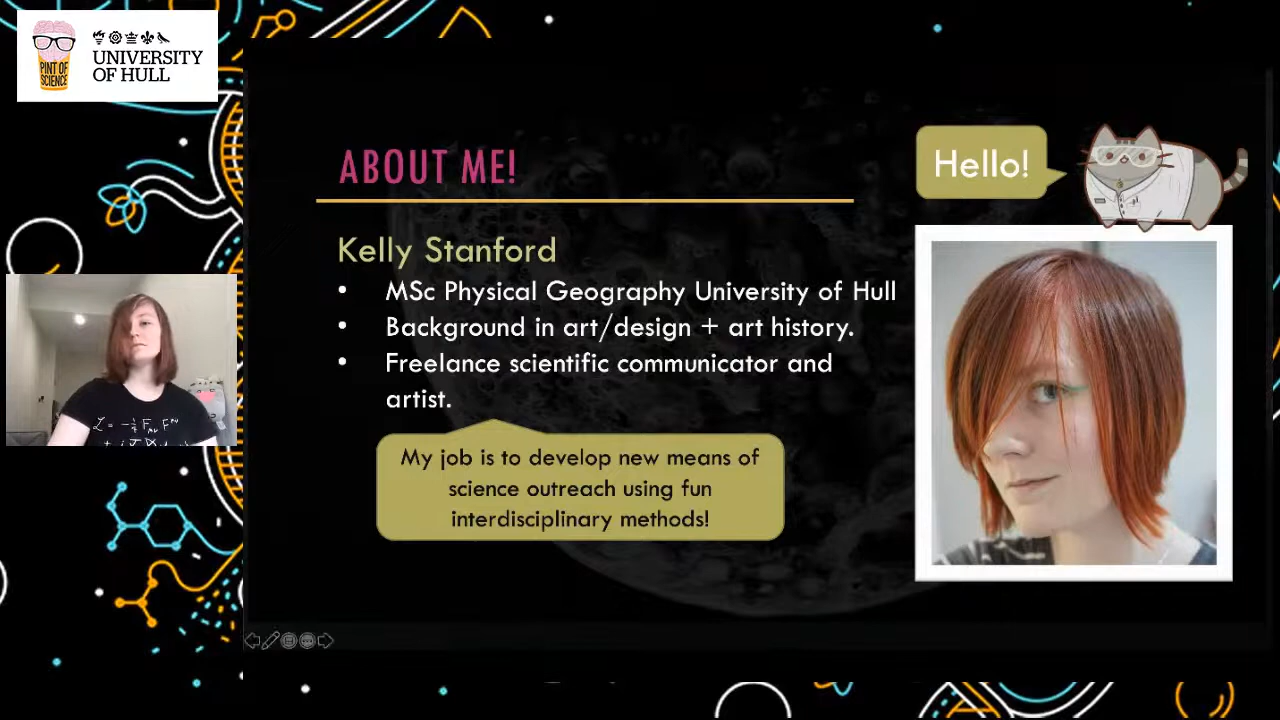 PINT OF
SCIENCE
UNIVERSITY
OF HULL
ABOUT ME!
Hello!
Kelly Stanford
• MSc Physical Geography University of Hull
• Background in art/design + art history.
• Freelance scientific communicator and
artist.
My job is to develop new means of
science outreach using fun
interdisciplinary methods!